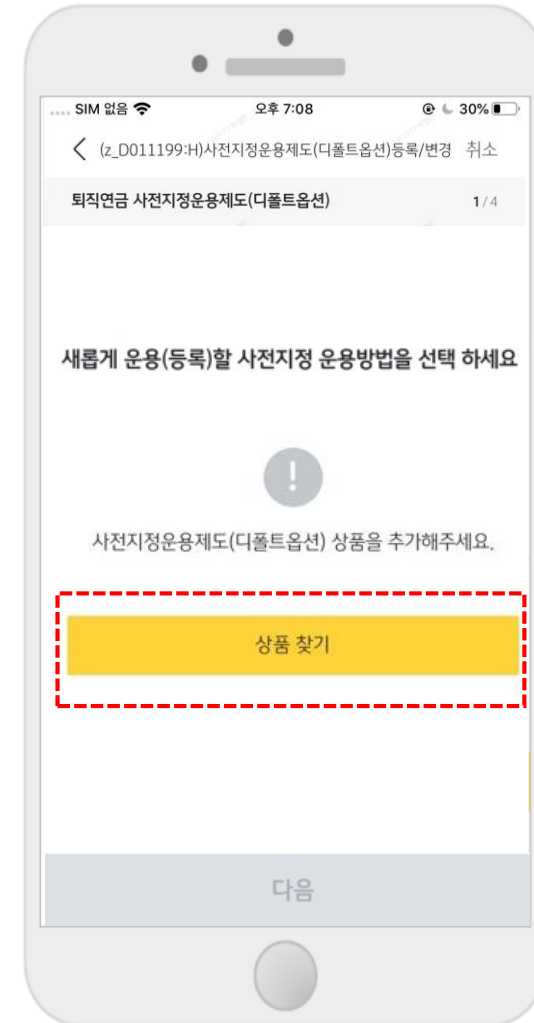 SIM 없음 오후 7:08 30%
(z_D011199:H)사전지정운용제도(디폴트옵션)등록/변경 취소
퇴직연금 사전지정운용제도(디폴트옵션) 1/4
새롭게 운용(등록)할 사전지정 운용방법을 선택 하세요
!
사전지정운용제도(디폴트옵션) 상품을 추가해주세요.
상품 찾기
다음